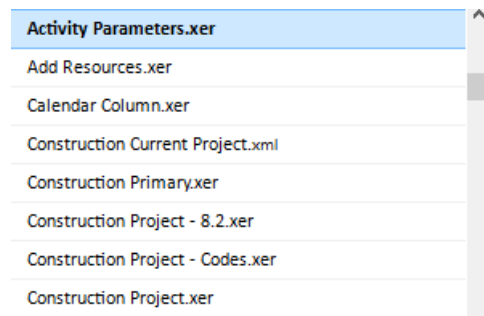 Activity Parameters.xer
Add Resources.xer
Calendar Column.xer
Construction Current Project.xml
Construction Primary.xer
Construction Project - 8.2.xer
Construction Project - Codes.xer
Construction Project.xer